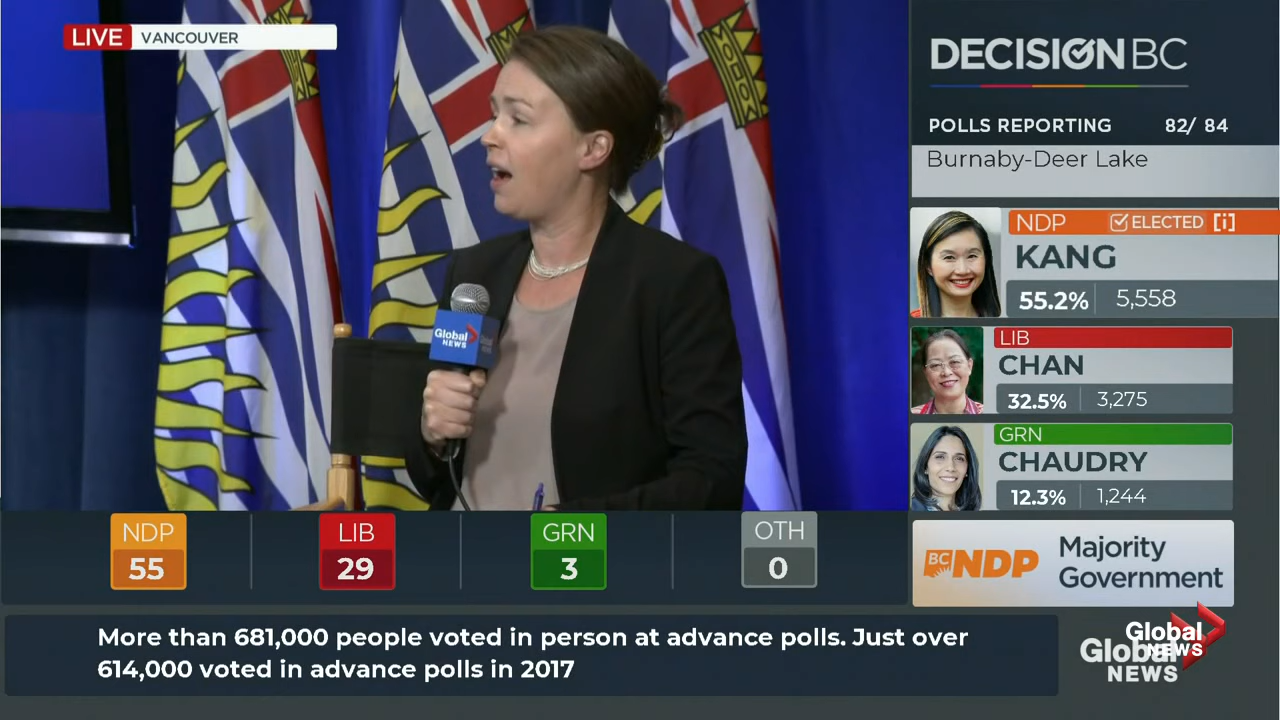 LIVE VANCOUVER
DECISION BC
POLLS REPORTING 82/ 84
Burnaby-Deer Lake
NDP ELECTED [i]
KANG
55.2% 5,558
LIB
CHAN
32.5% 3,275
GRN
CHAUDRY
12.3% 1,244
Global
NEWS
NDP LIB GRN OTH
55 29 3 0
BC NDP Majority
Government
More than 681,000 people voted in person at advance polls. Just over
614,000 voted in advance polls in 2017
Global
NEWS
Global
NEWS